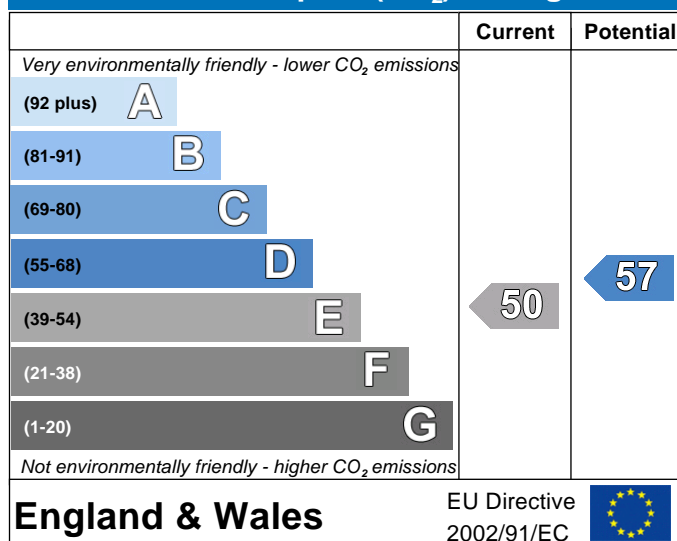 Current Potential
Very environmentally friendly - lower CO₂ emissions
(92 plus) A
(81-91) B
(69-80) C
(55-68) D
(39-54) E
(21-38) F
(1-20) G
50
57
Not environmentally friendly - higher CO₂ emissions
England & Wales
EU Directive
2002/91/EC